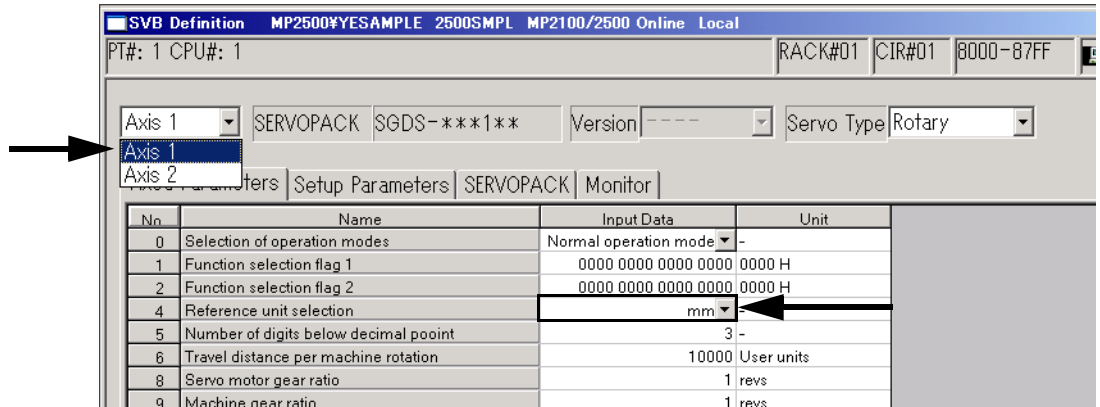 SVB Definition MP2500¥YESAMPLE 2500SMPL MP2100/2500 Online Local
PT#: 1 CPU#: 1 RACK#01 CIR#01 8000-87FF
Axis 1 SERVOPACK SGDS-***1** Version ---- Servo Type Rotary
Axis 1
Axis 2
Parameters Setup Parameters SERVOPACK Monitor
No Name Input Data Unit
0 Selection of operation modes Normal operation mode -
1 Function selection flag 1 0000 0000 0000 0000 0000 H
2 Function selection flag 2 0000 0000 0000 0000 0000 H
4 Reference unit selection mm -
5 Number of digits below decimal pooint 3 -
6 Travel distance per machine rotation 10000 User units
8 Servo motor gear ratio 1 revs
9 Machine gear ratio 1 revs